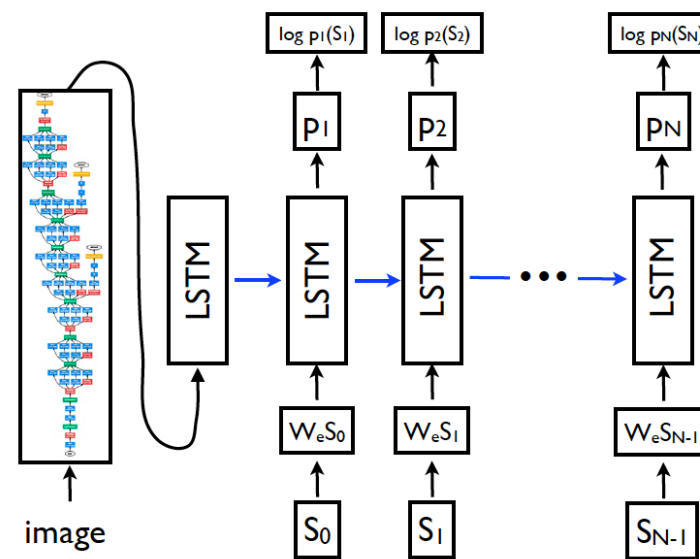 log p₁(S₁) log p₂(S₂) log pN(SN)
p₁ p₂ pN
LSTM LSTM LSTM LSTM
WₑS₀ WₑS₁ WₑSN-1
image S₀ S₁ SN-1